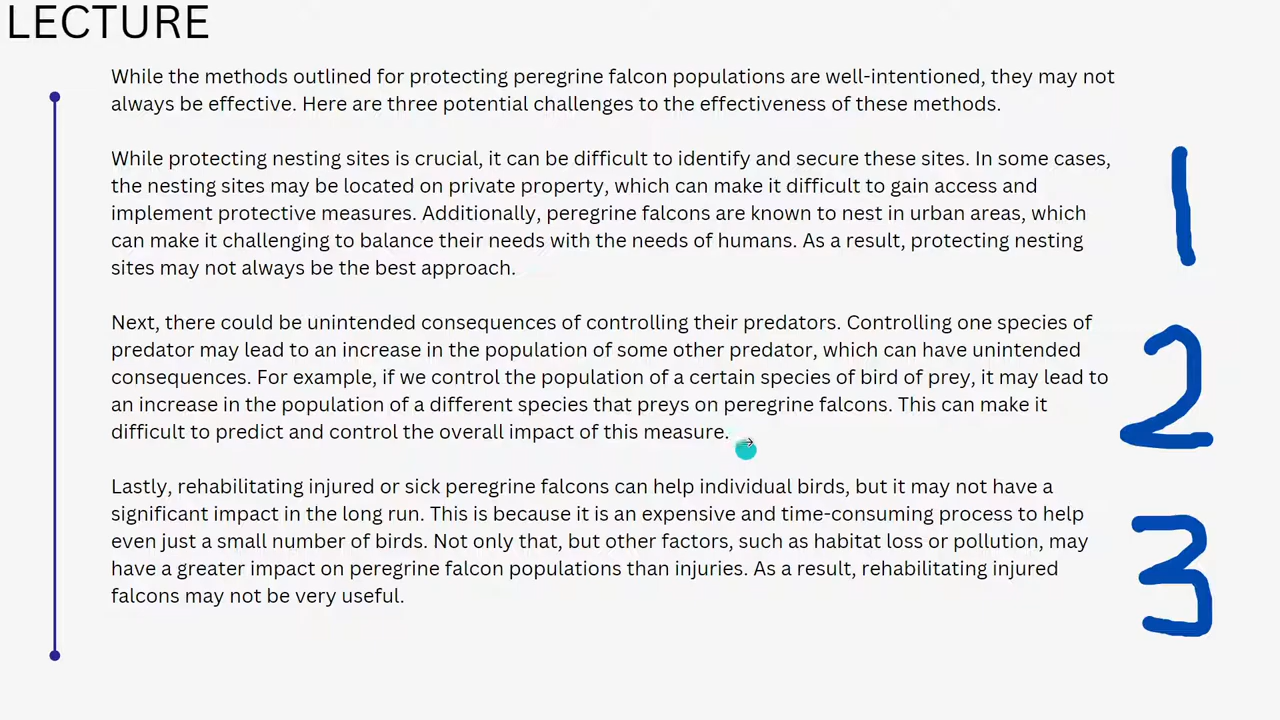 LECTURE
While the methods outlined for protecting peregrine falcon populations are well-intentioned, they may not
always be effective. Here are three potential challenges to the effectiveness of these methods.
While protecting nesting sites is crucial, it can be difficult to identify and secure these sites. In some cases,
the nesting sites may be located on private property, which can make it difficult to gain access and
implement protective measures. Additionally, peregrine falcons are known to nest in urban areas, which
can make it challenging to balance their needs with the needs of humans. As a result, protecting nesting
sites may not always be the best approach.
1
Next, there could be unintended consequences of controlling their predators. Controlling one species of
predator may lead to an increase in the population of some other predator, which can have unintended
consequences. For example, if we control the population of a certain species of bird of prey, it may lead to
an increase in the population of a different species that preys on peregrine falcons. This can make it
difficult to predict and control the overall impact of this measure.
2
Lastly, rehabilitating injured or sick peregrine falcons can help individual birds, but it may not have a
significant impact in the long run. This is because it is an expensive and time-consuming process to help
even just a small number of birds. Not only that, but other factors, such as habitat loss or pollution, may
have a greater impact on peregrine falcon populations than injuries. As a result, rehabilitating injured
falcons may not be very useful.
3